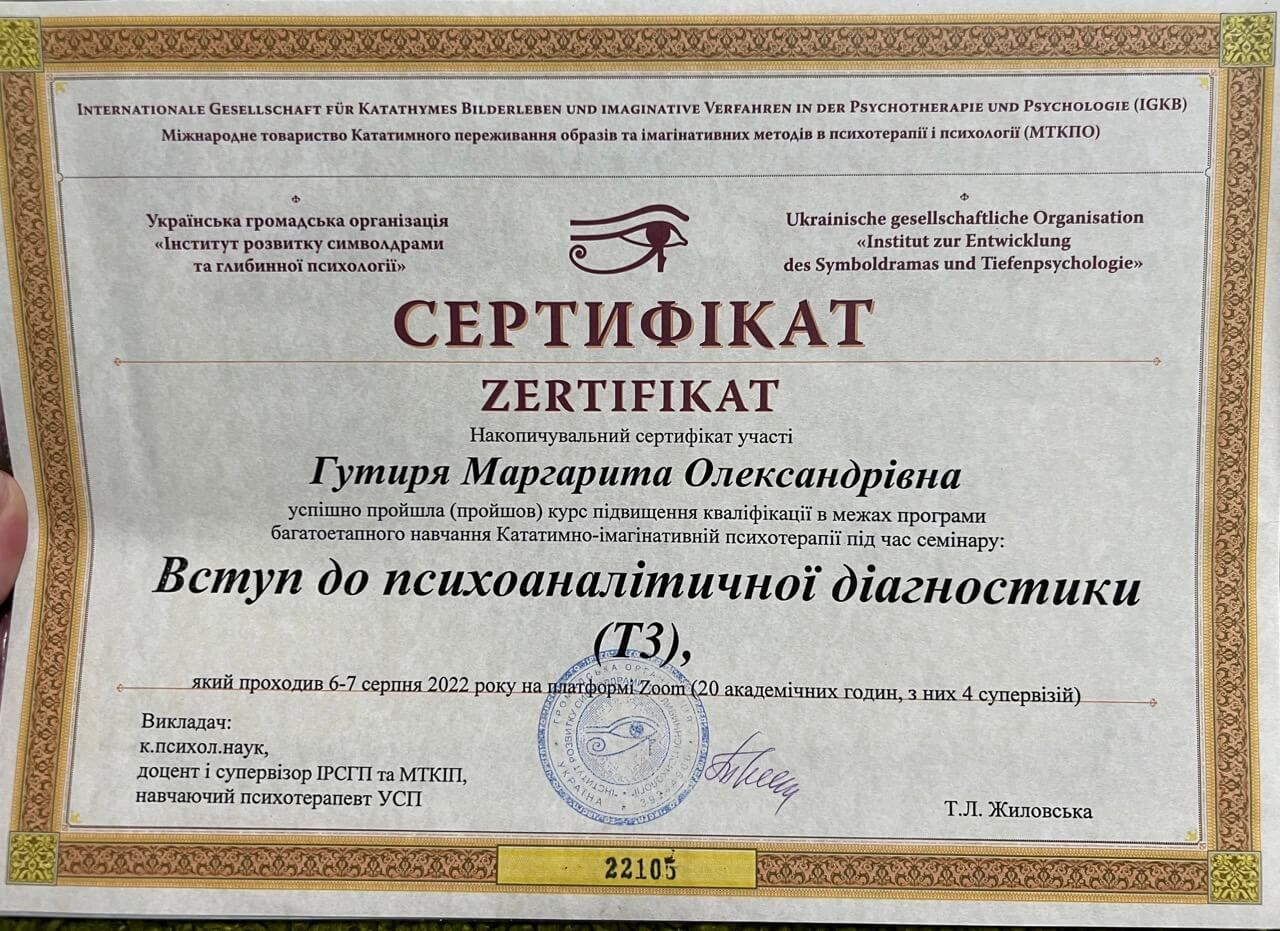 INTERNATIONALE GESELLSCHAFT FÜR KATATHYMES BILDERLEBEN UND IMAGINATIVE VERFAHREN IN DER PSYCHOTHERAPIE UND PSYCHOLOGIE (IGKB)
Міжнародне товариство Кататимного переживання образів та імагінативних методів в психотерапії і психології (МТКПО)
Українська громадська організація
«Інститут розвитку символдрами
та глибинної психології»
Ukrainische gesellschaftliche Organisation
«Institut zur Entwicklung
des Symboldramas und Tiefenpsychologie»
СЕРТИФІКАТ
ZERTIFIKAT
Накопичувальний сертифікат участі
Гутиря Маргарита Олександрівна
успішно пройшла (пройшов) курс підвищення кваліфікації в межах програми
багатоетапного навчання Кататимно-імагінативній психотерапії під час семінару:
Вступ до психоаналітичної діагностики
(Т3),
який проходив 6-7 серпня 2022 року на платформі Zoom (20 академічних годин, з них 4 супервізій)
Викладач:
к.психол.наук,
доцент і супервізор ІРСГП та МТКІП,
навчаючий психотерапевт УСП
Т.Л. Жиловська
УКРАЇНА
22105